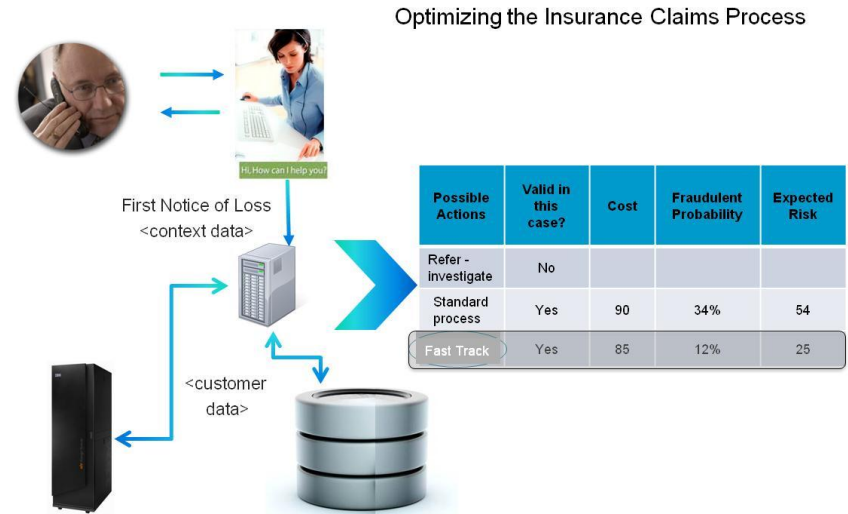 Optimizing the Insurance Claims Process
Hi, How can I help you?
First Notice of Loss
<context data>
<customer
data>
Possible
Actions
Valid in
this
case?
Cost
Fraudulent
Probability
Expected
Risk
Refer -
investigate
No
Standard
process
Yes
90
34%
54
Fast Track
Yes
85
12%
25